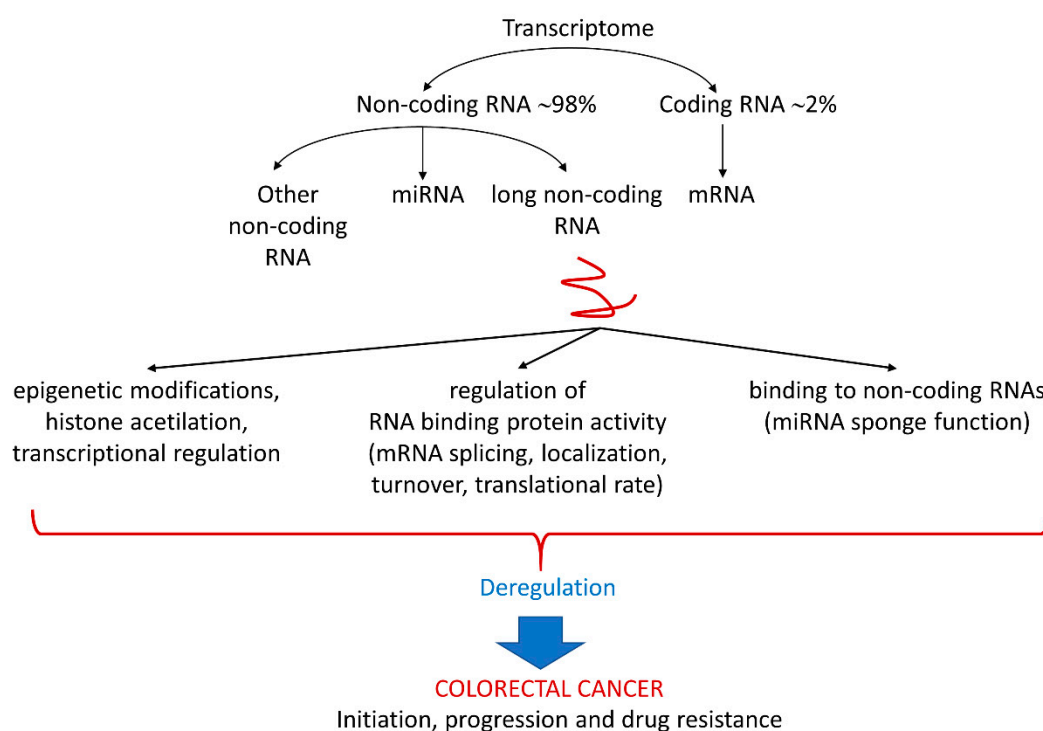 Transcriptome
Non-coding RNA ~98%
Coding RNA ~2%
Other
non-coding
RNA
miRNA
long non-coding
RNA
mRNA
epigenetic modifications,
histone acetilation,
transcriptional regulation
regulation of
RNA binding protein activity
(mRNA splicing, localization,
turnover, translational rate)
binding to non-coding RNAs
(miRNA sponge function)
Deregulation
COLORECTAL CANCER
Initiation, progression and drug resistance